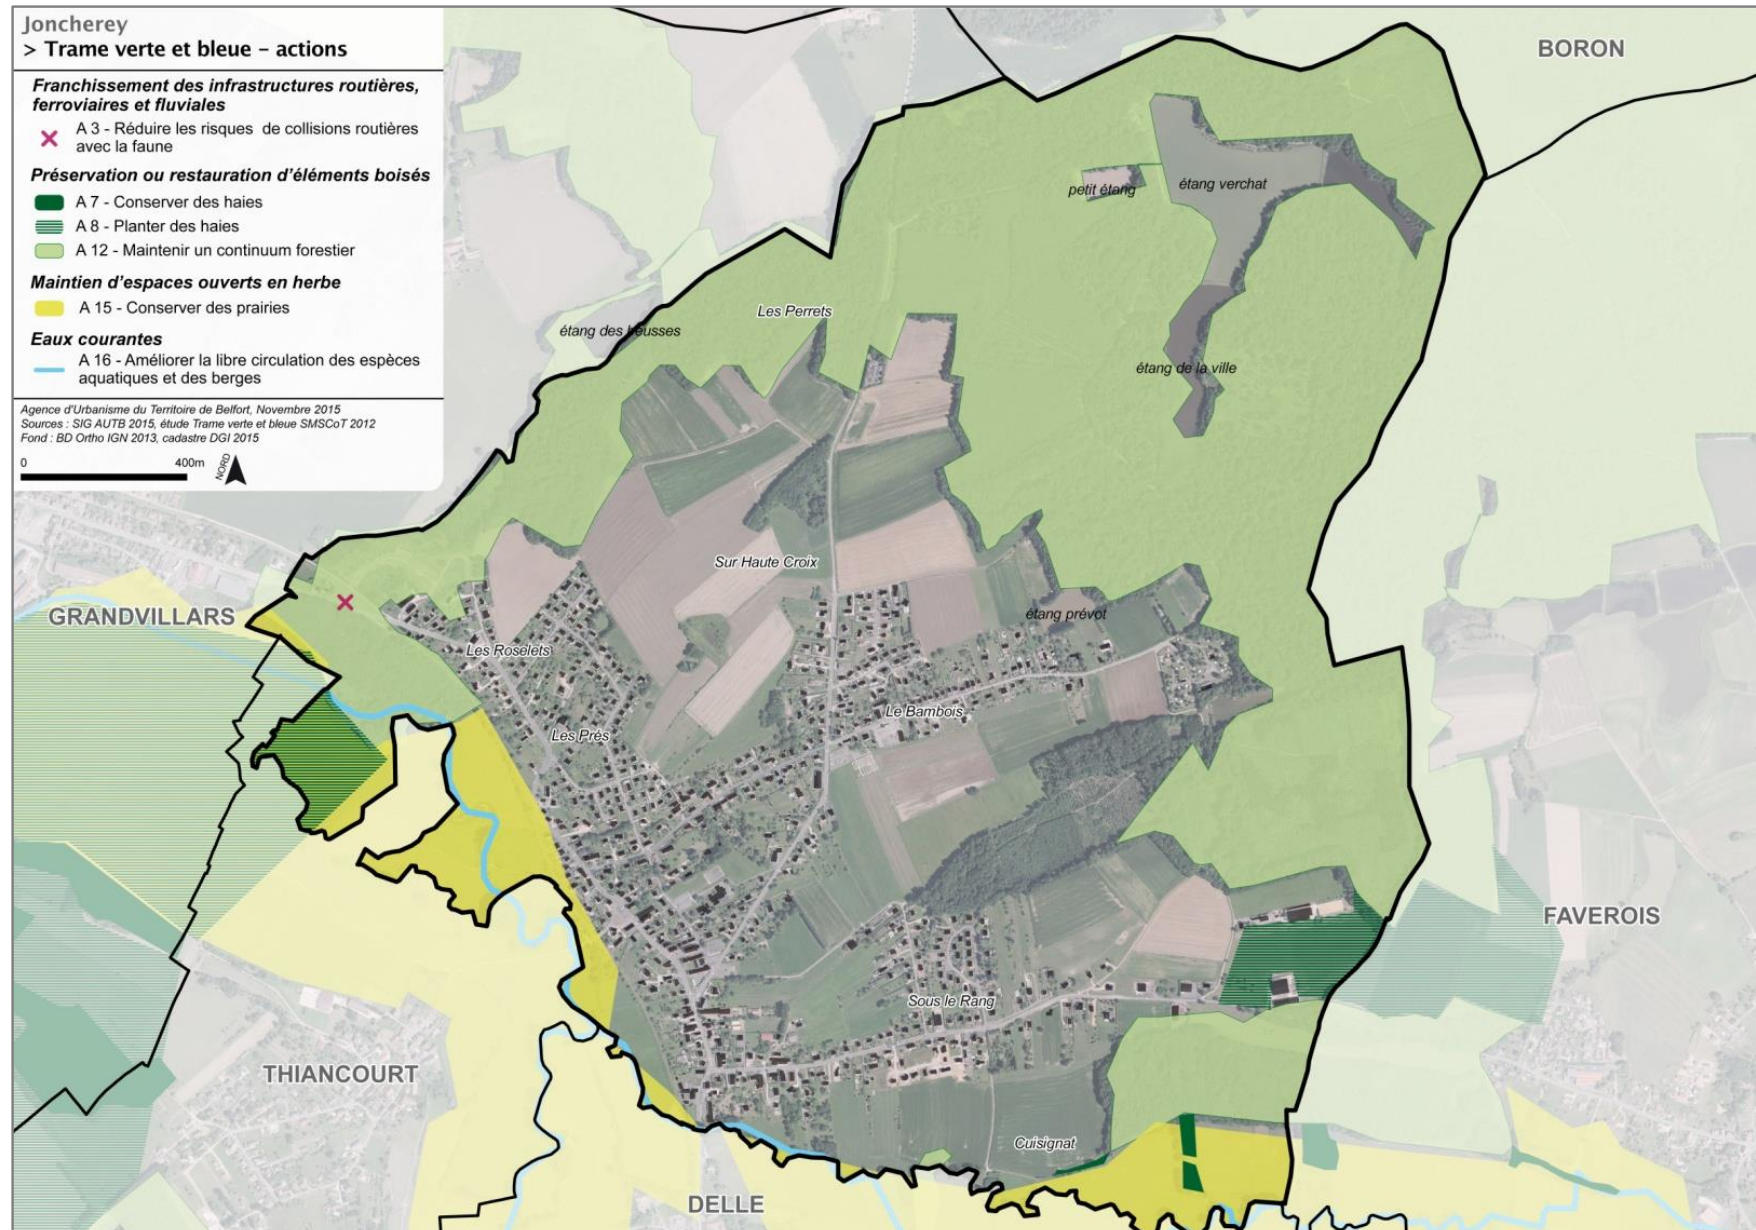 Joncherey
> Trame verte et bleue – actions
Franchissement des infrastructures routières,
ferroviaires et fluviales
A 3 - Réduire les risques de collisions routières
avec la faune
Préservation ou restauration d'éléments boisés
A 7 - Conserver des haies
A 8 - Planter des haies
A 12 - Maintenir un continuum forestier
Maintien d'espaces ouverts en herbe
A 15 - Conserver des prairies
Eaux courantes
A 16 - Améliorer la libre circulation des espèces
aquatiques et des berges
Agence d'Urbanisme du Territoire de Belfort, Novembre 2015
Sources : SIG AUTB 2015, étude Trame verte et bleue SMSCoT 2012
Fond : BD Ortho IGN 2013, cadastre DGI 2015
0 400m
NORD
BORON
petit étang
étang verchat
Les Perrets
étang des beusses
étang de la ville
Sur Haute Croix
GRANDVILLARS
étang prévot
Les Roselets
Le Bambois
Les Prés
FAVEROIS
Sous le Rang
THIANCOURT
Cuisignat
DELLE